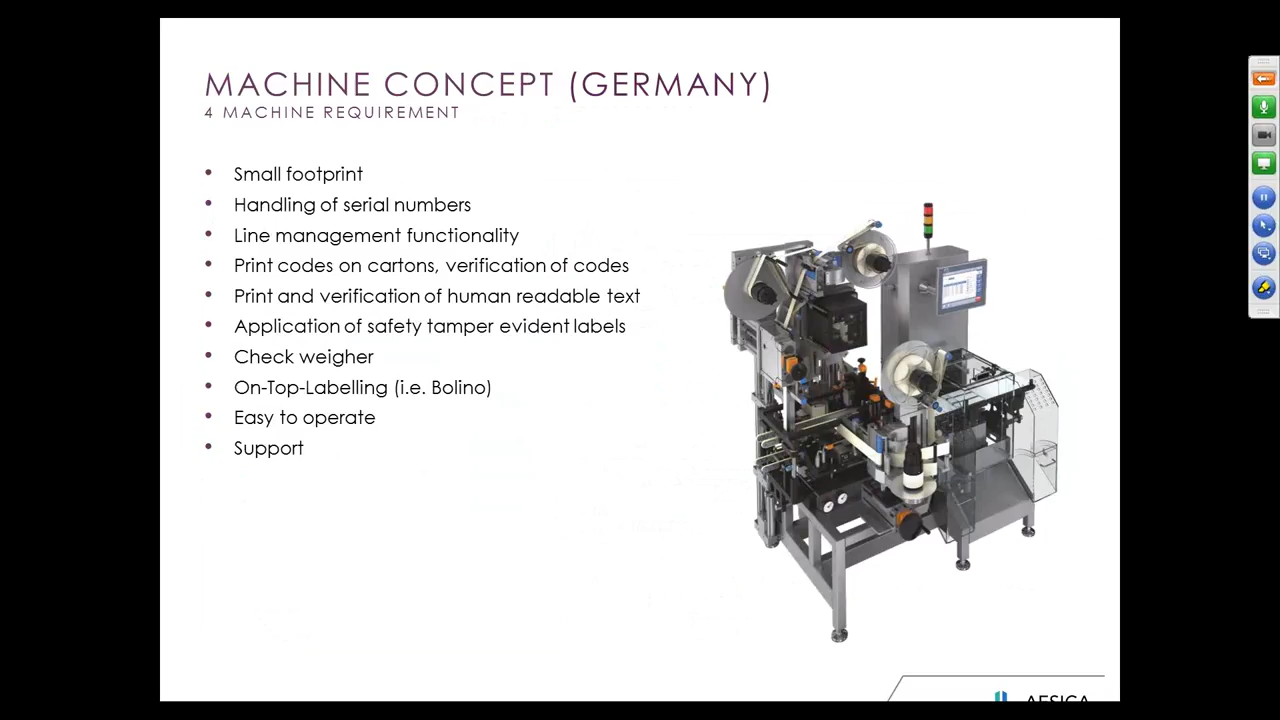 MACHINE CONCEPT (GERMANY)
4 MACHINE REQUIREMENT
• Small footprint
• Handling of serial numbers
• Line management functionality
• Print codes on cartons, verification of codes
• Print and verification of human readable text
• Application of safety tamper evident labels
• Check weigher
• On-Top-Labelling (i.e. Bolino)
• Easy to operate
• Support
AESICA